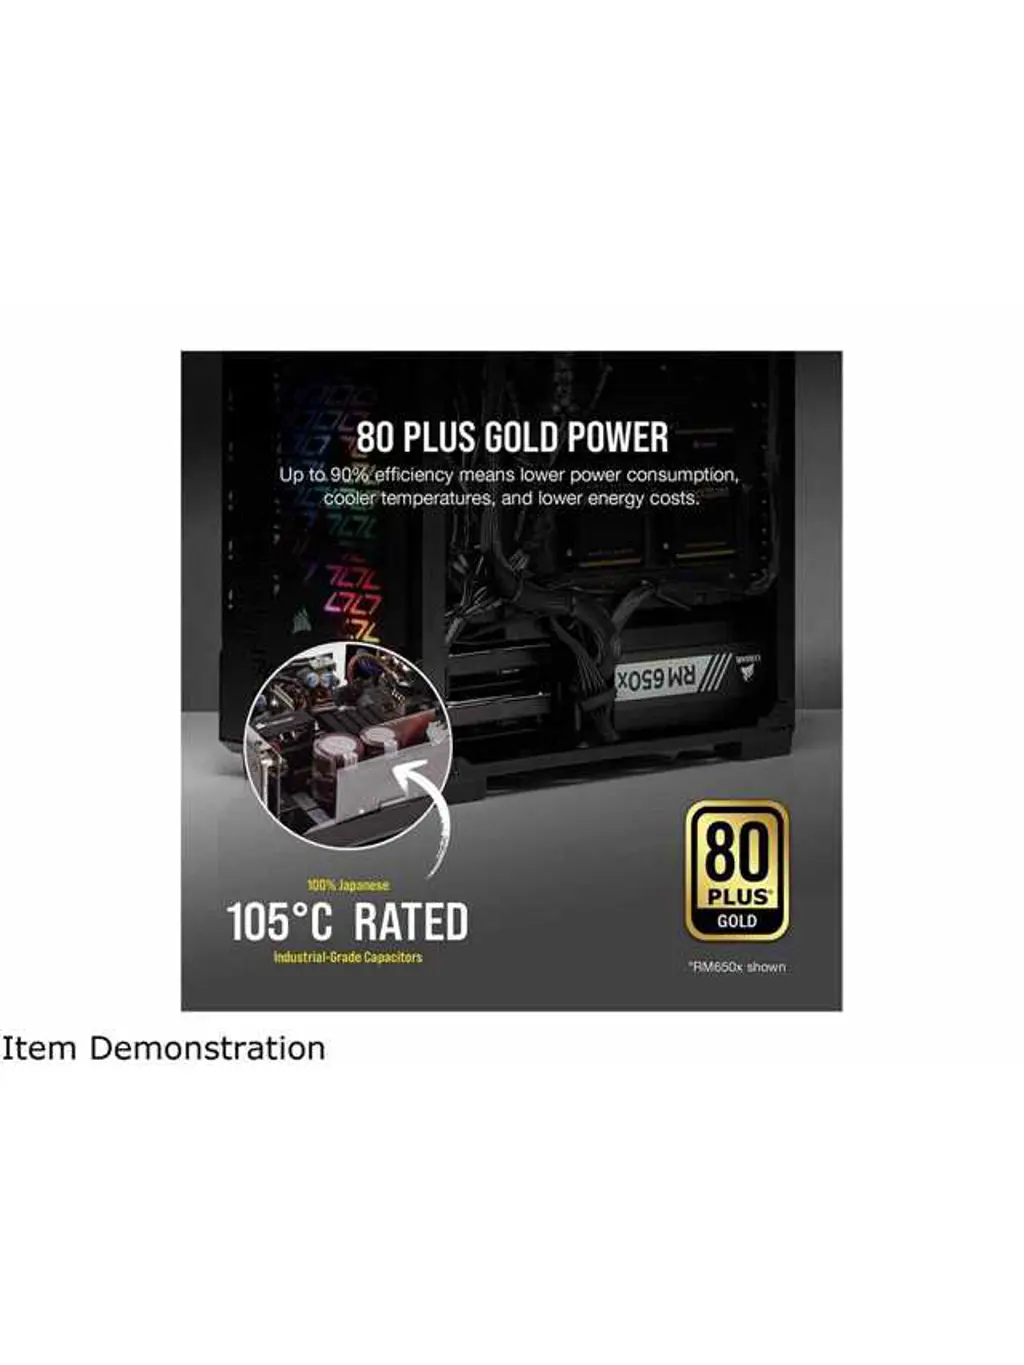 80 PLUS GOLD POWER
Up to 90% efficiency means lower power consumption,
cooler temperatures, and lower energy costs.
RM 650x
CORSAIR
100% Japanese
105°C RATED
Industrial-Grade Capacitors
80
PLUS®
GOLD
*RM650x shown
Item Demonstration